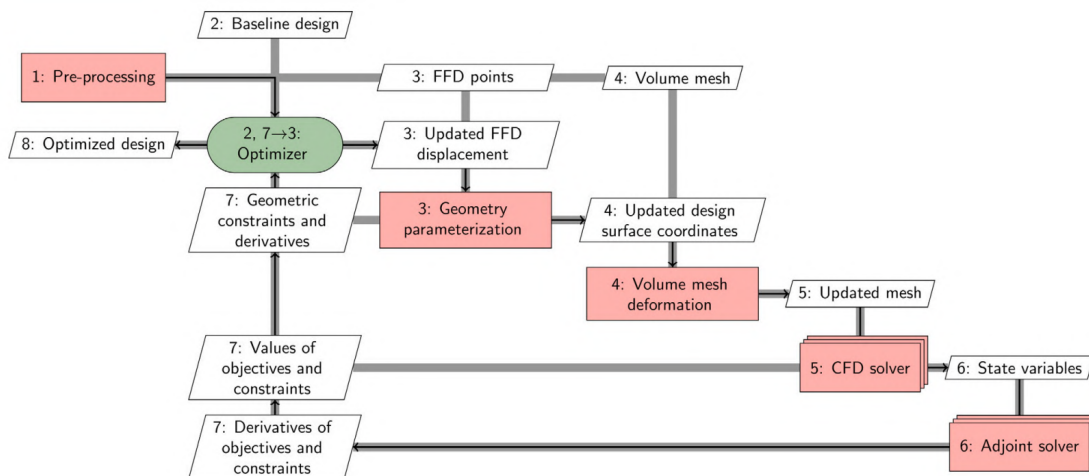 2: Baseline design
1: Pre-processing
3: FFD points
4: Volume mesh
8: Optimized design
2, 7→3:
Optimizer
3: Updated FFD
displacement
7: Geometric
constraints and
derivatives
3: Geometry
parameterization
4: Updated design
surface coordinates
4: Volume mesh
deformation
5: Updated mesh
7: Values of
objectives and
constraints
5: CFD solver
6: State variables
7: Derivatives of
objectives and
constraints
6: Adjoint solver